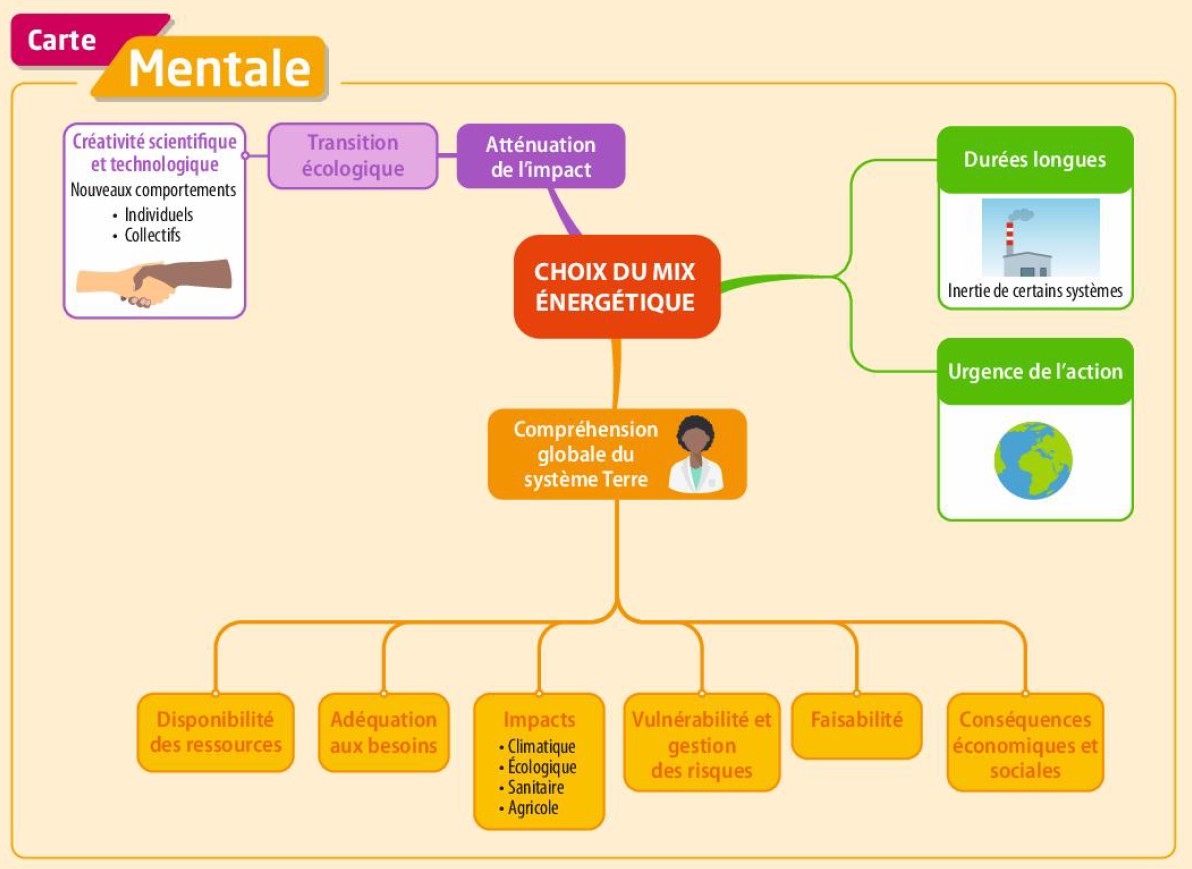 Carte
Mentale
Créativité scientifique
et technologique
Nouveaux comportements
• Individuels
• Collectifs
Transition
écologique
Atténuation
de l'impact
CHOIX DU MIX
ÉNERGÉTIQUE
Durées longues
Inertie de certains systèmes
Urgence de l'action
Compréhension
globale du
système Terre
Disponibilité
des ressources
Adéquation
aux besoins
Impacts
• Climatique
• Écologique
• Sanitaire
• Agricole
Vulnérabilité et
gestion
des risques
Faisabilité
Conséquences
économiques et
sociales